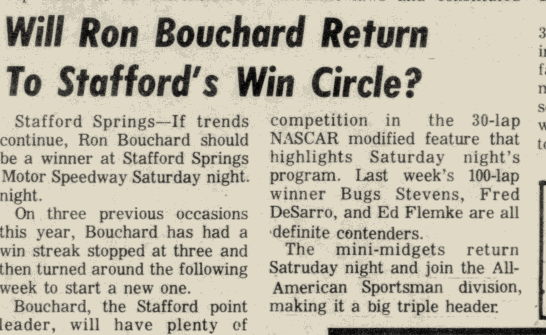 Will Ron Bouchard Return
To Stafford's Win Circle?
Stafford Springs—If trends
continue, Ron Bouchard should
be a winner at Stafford Springs
Motor Speedway Saturday night.
night.
On three previous occasions
this year, Bouchard has had a
win streak stopped at three and
then turned around the following
week to start a new one.
Bouchard, the Stafford point
leader, will have plenty of
competition in the 30-lap
NASCAR modified feature that
highlights Saturday night's
program. Last week's 100-lap
winner Bugs Stevens, Fred
DeSarro, and Ed Flemke are all
definite contenders.
The mini-midgets return
Satruday night and join the All-
American Sportsman division,
making it a big triple header.